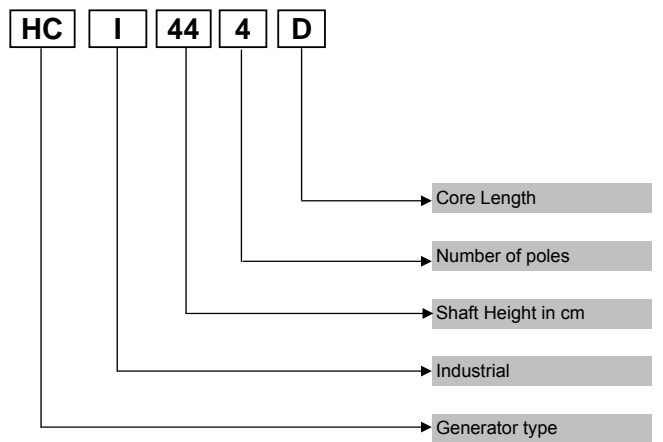 HC I 44 4 D
Core Length
Number of poles
Shaft Height in cm
Industrial
Generator type